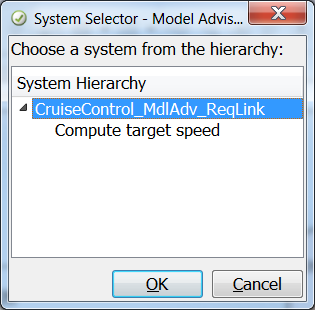 System Selector - Model Advis...
Choose a system from the hierarchy:
System Hierarchy
CruiseControl_MdlAdv_ReqLink
Compute target speed
OK Cancel